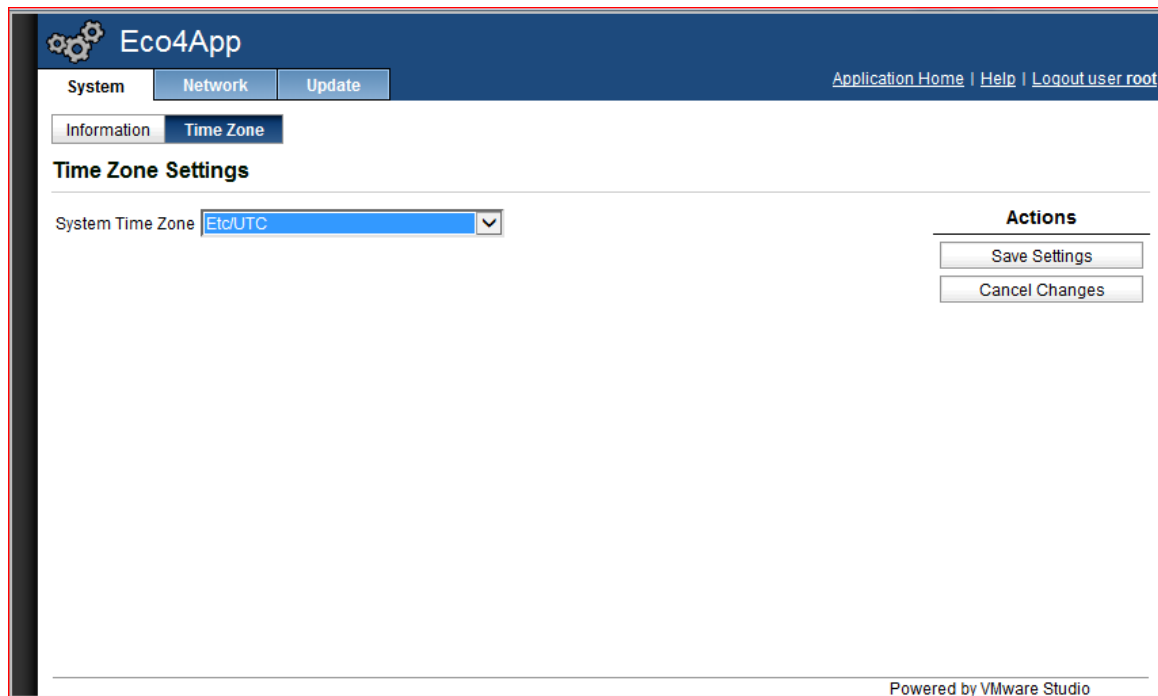 Eco4App
System Network Update
Application Home | Help | Logout user root
Information Time Zone
Time Zone Settings
System Time Zone Etc/UTC
Actions
Save Settings
Cancel Changes
Powered by VMware Studio